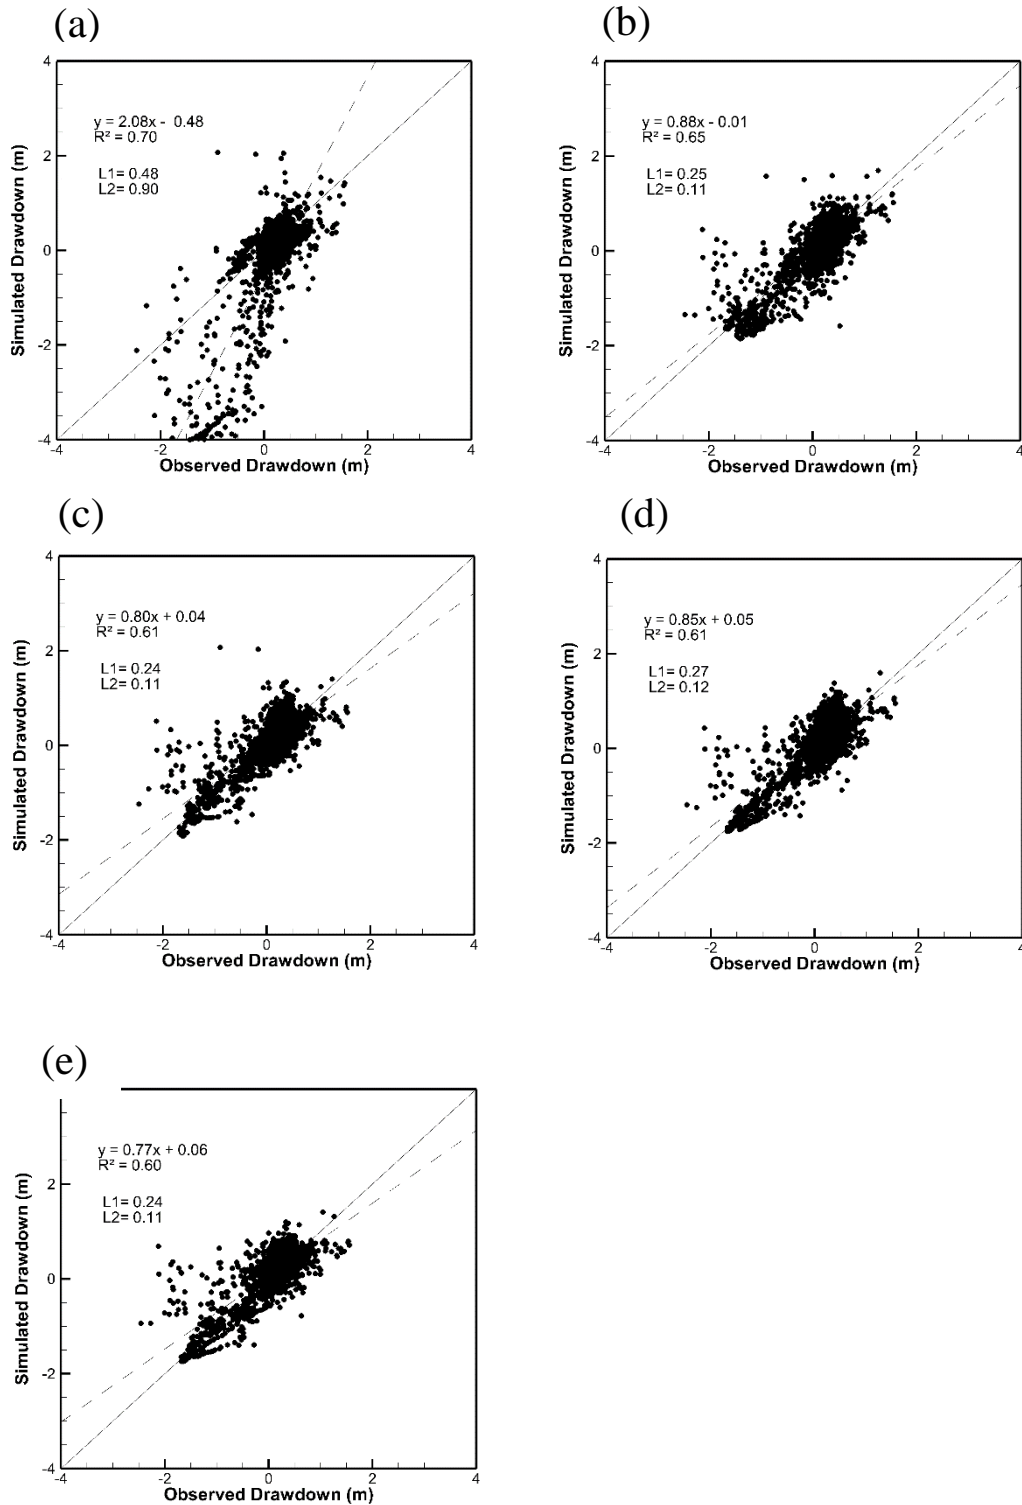 (a)
4
2
0
-2
-4
-4
-2
0
2
4
Simulated Drawdown (m)
Observed Drawdown (m)
y = 2.08x - 0.48
R² = 0.70
L1= 0.48
L2= 0.90
(b)
4
2
0
-2
-4
-4
-2
0
2
4
Simulated Drawdown (m)
Observed Drawdown (m)
y = 0.88x - 0.01
R² = 0.65
L1= 0.25
L2= 0.11
(c)
4
2
0
-2
-4
-4
-2
0
2
4
Simulated Drawdown (m)
Observed Drawdown (m)
y = 0.80x + 0.04
R² = 0.61
L1= 0.24
L2= 0.11
(d)
4
2
0
-2
-4
-4
-2
0
2
4
Simulated Drawdown (m)
Observed Drawdown (m)
y = 0.85x + 0.05
R² = 0.61
L1= 0.27
L2= 0.12
(e)
2
0
-2
-4
-4
-2
0
2
4
Simulated Drawdown (m)
Observed Drawdown (m)
y = 0.77x + 0.06
R² = 0.60
L1= 0.24
L2= 0.11